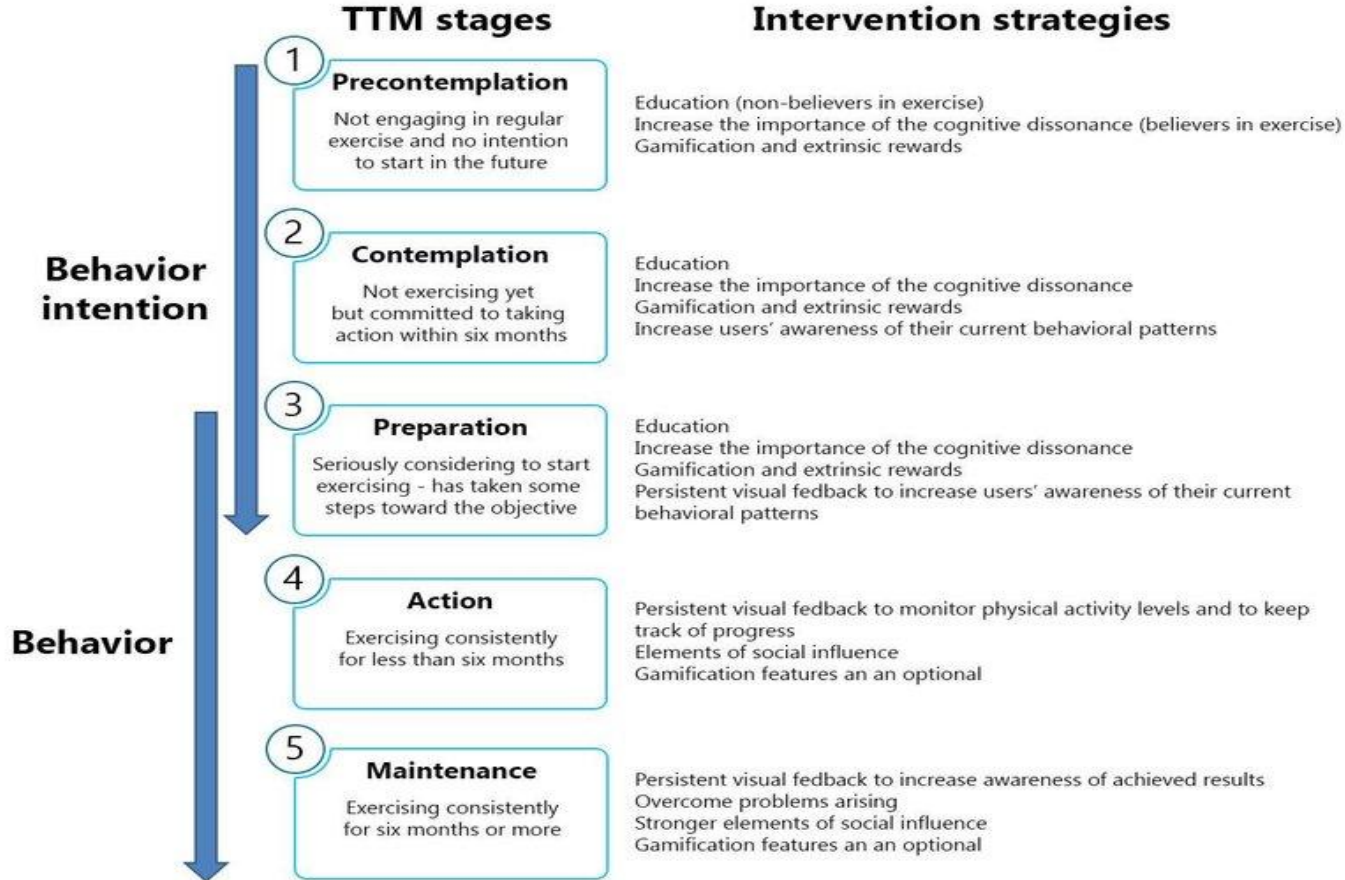 TTM stages
Intervention strategies
1
Precontemplation
Not engaging in regular
exercise and no intention
to start in the future
Education (non-believers in exercise)
Increase the importance of the cognitive dissonance (believers in exercise)
Gamification and extrinsic rewards
Behavior
intention
2
Contemplation
Not exercising yet
but committed to taking
action within six months
Education
Increase the importance of the cognitive dissonance
Gamification and extrinsic rewards
Increase users’ awareness of their current behavioral patterns
3
Preparation
Seriously considering to start
exercising - has taken some
steps toward the objective
Education
Increase the importance of the cognitive dissonance
Gamification and extrinsic rewards
Persistent visual fedback to increase users’ awareness of their current
behavioral patterns
Behavior
4
Action
Exercising consistently
for less than six months
Persistent visual fedback to monitor physical activity levels and to keep
track of progress
Elements of social influence
Gamification features an an optional
5
Maintenance
Exercising consistently
for six months or more
Persistent visual fedback to increase awareness of achieved results
Overcome problems arising
Stronger elements of social influence
Gamification features an an optional